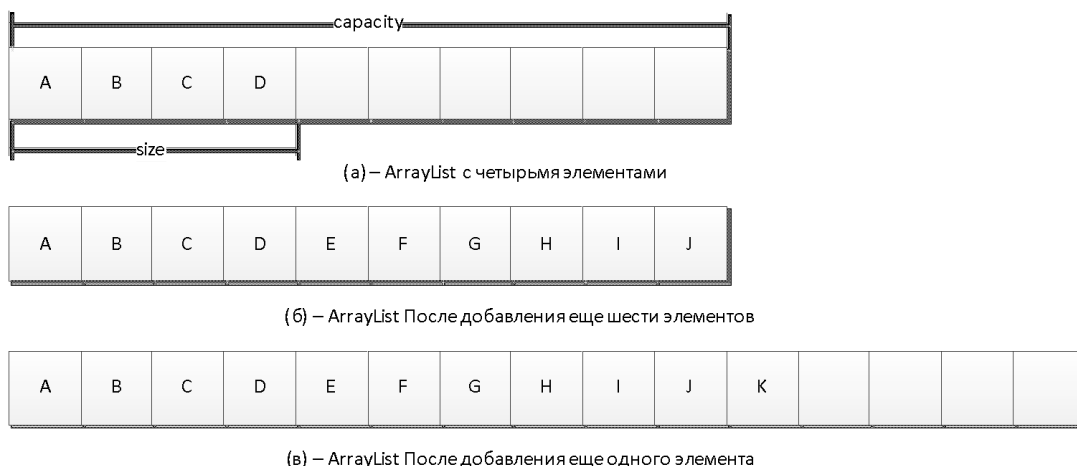 capacity
A B C D
size
(а) – ArrayList с четырьмя элементами
A B C D E F G H I J
(б) – ArrayList После добавления еще шести элементов
A B C D E F G H I J K
(в) – ArrayList После добавления еще одного элемента